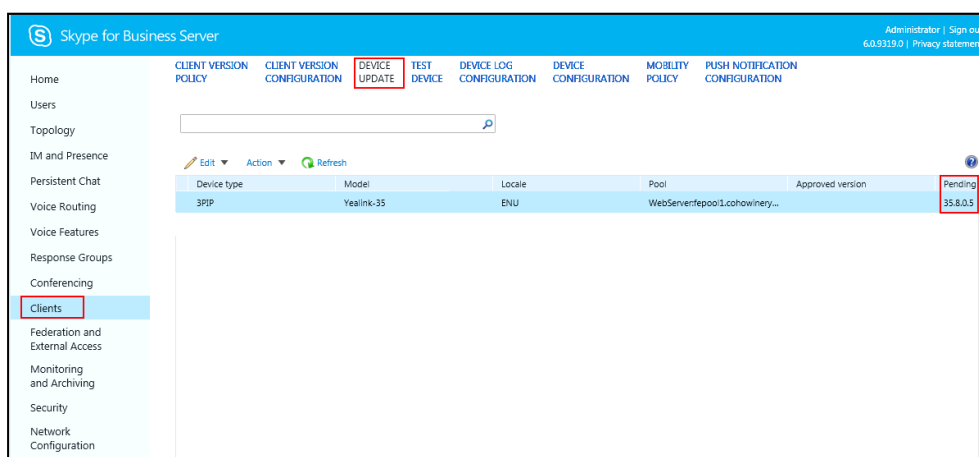 Skype for Business Server
Administrator | Sign ou
6.0.9319.0 | Privacy statemen
CLIENT VERSION POLICY
CLIENT VERSION CONFIGURATION
DEVICE UPDATE
TEST DEVICE
DEVICE LOG CONFIGURATION
DEVICE CONFIGURATION
MOBILITY POLICY
PUSH NOTIFICATION CONFIGURATION
Home
Users
Topology
IM and Presence
Persistent Chat
Voice Routing
Voice Features
Response Groups
Conferencing
Clients
Federation and
External Access
Monitoring
and Archiving
Security
Network
Configuration
Edit Action Refresh
Device type Model Locale Pool Approved version Pending
3PIP Yealink-35 ENU WebServer:fepool1.cohowinery... 35.8.0.5